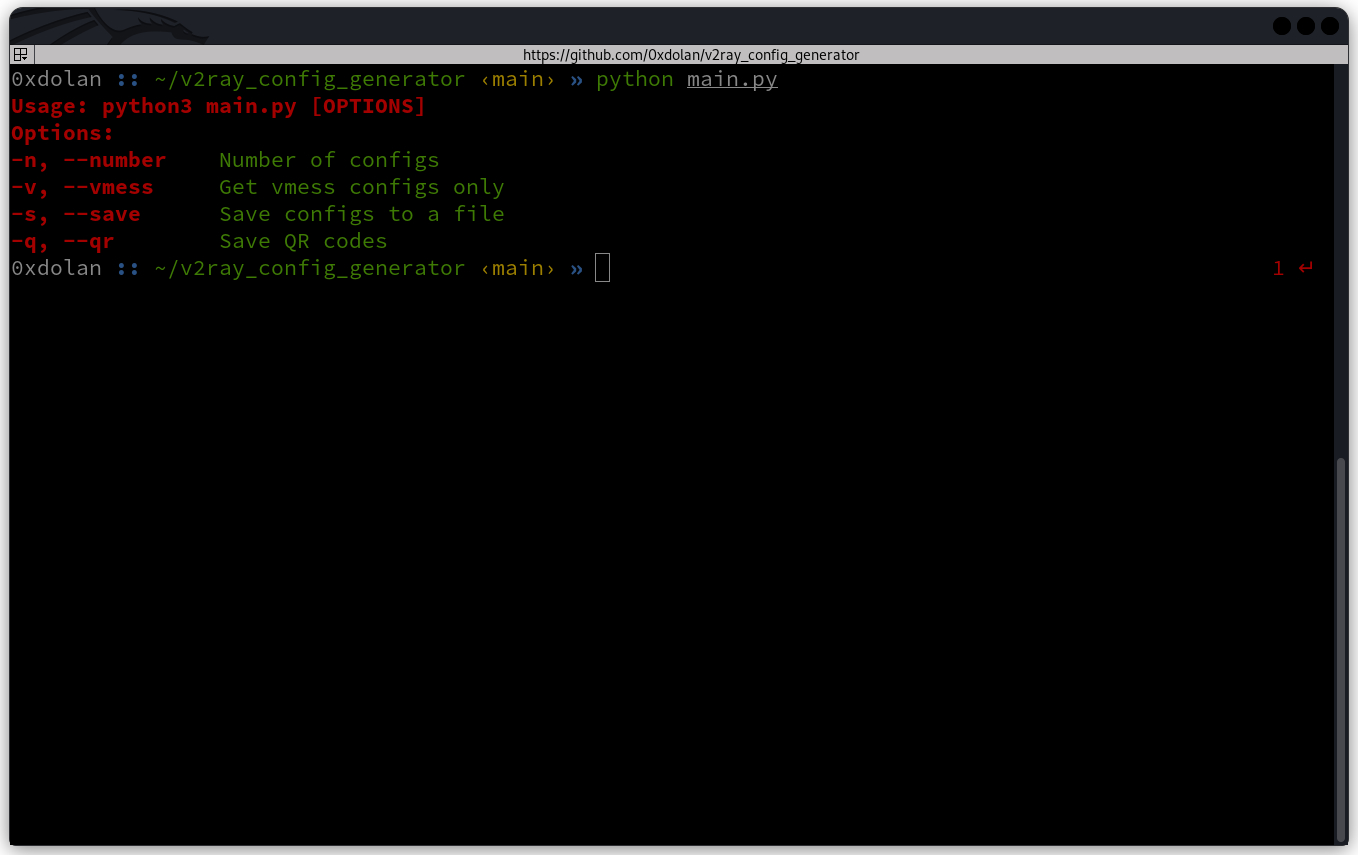 https://github.com/0xdolan/v2ray_config_generator
0xdolan :: ~/v2ray_config_generator ‹main› » python main.py
Usage: python3 main.py [OPTIONS]
Options:
-n, --number    Number of configs
-v, --vmess     Get vmess configs only
-s, --save      Save configs to a file
-q, --qr        Save QR codes
0xdolan :: ~/v2ray_config_generator ‹main› » 1 ↵